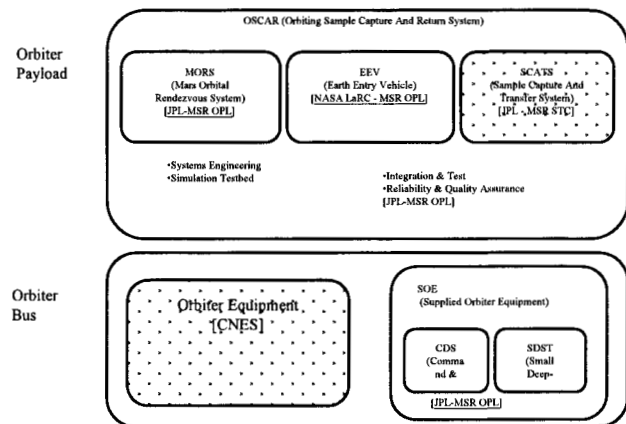 OSCAR (Orbiting Sample Capture And Return System)
Orbiter
Payload
MORS
(Mars Orbital
Rendezvous System)
[JPL-MSR OPL]
EEV
(Earth Entry Vehicle)
[NASA LaRC - MSR OPL]
SCATS
(Sample Capture And
Transfer System)
[JPL - MSR STC]
•Systems Engineering
•Simulation Testbed
•Integration & Test
•Reliability & Quality Assurance
[JPL-MSR OPL]
Orbiter
Bus
Orbiter Equipment
[CNES]
SOE
(Supplied Orbiter Equipment)
CDS
(Comma
nd &
SDST
(Small
Deep-
[JPL-MSR OPL]